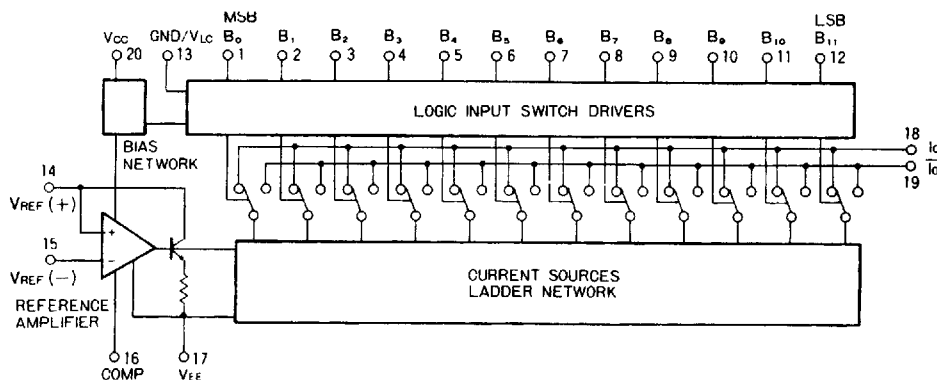 MSB LSB
VCC GND/VLC B0 B1 B2 B3 B4 B5 B6 B7 B8 B9 B10 B11
20 13 1 2 3 4 5 6 7 8 9 10 11 12
LOGIC INPUT SWITCH DRIVERS
BIAS
NETWORK
18
Io
Io
19
14
VREF (+)
+
15
−
VREF (−)
CURRENT SOURCES
LADDER NETWORK
REFERENCE
AMPLIFIER
16 17
COMP VEE